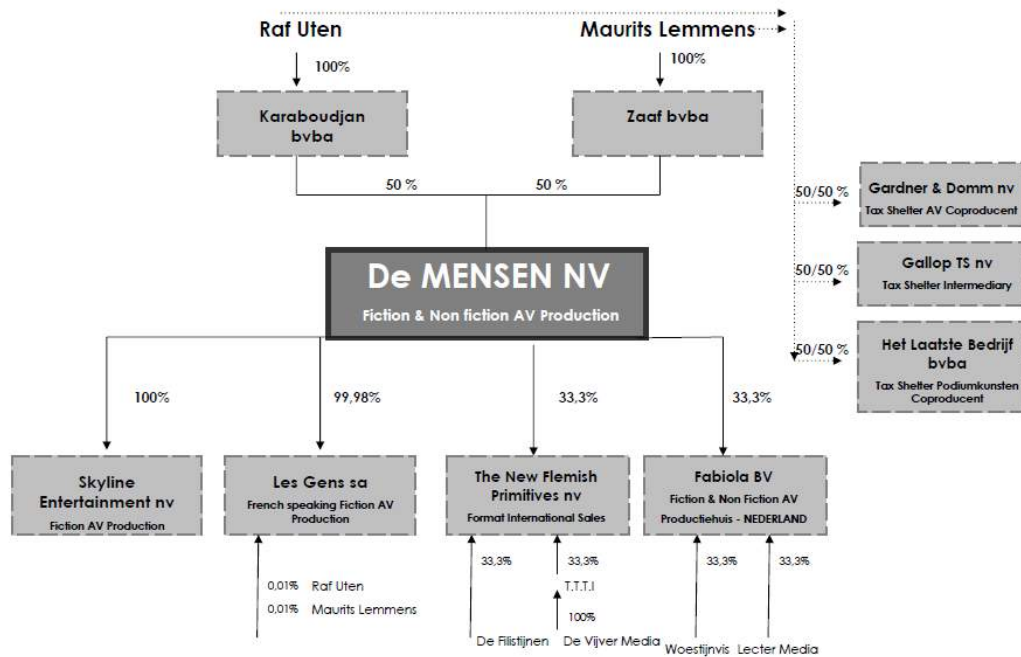 Raf Uten
Maurits Lemmens
100%
100%
Karaboudjan
bvba
Zaaf bvba
50 %
50 %
50/50 %
Gardner & Domm nv
Tax Shelter AV Coproducent
De MENSEN NV
Fiction & Non fiction AV Production
50/50 %
Gallop TS nv
Tax Shelter Intermediary
50/50 %
Het Laatste Bedrijf
bvba
Tax Shelter Podiumkunsten
Coproducent
100%
99,98%
33,3%
33,3%
Skyline
Entertainment nv
Fiction AV Production
Les Gens sa
French speaking Fiction AV
Production
The New Flemish
Primitives nv
Format International Sales
Fabiola BV
Fiction & Non Fiction AV
Productiehuis - NEDERLAND
0,01% Raf Uten
0,01% Maurits Lemmens
33,3%
33,3%
T.T.T.I
100%
De Filistijnen
De Vijver Media
33,3%
33,3%
Woestijnvis
Lecter Media